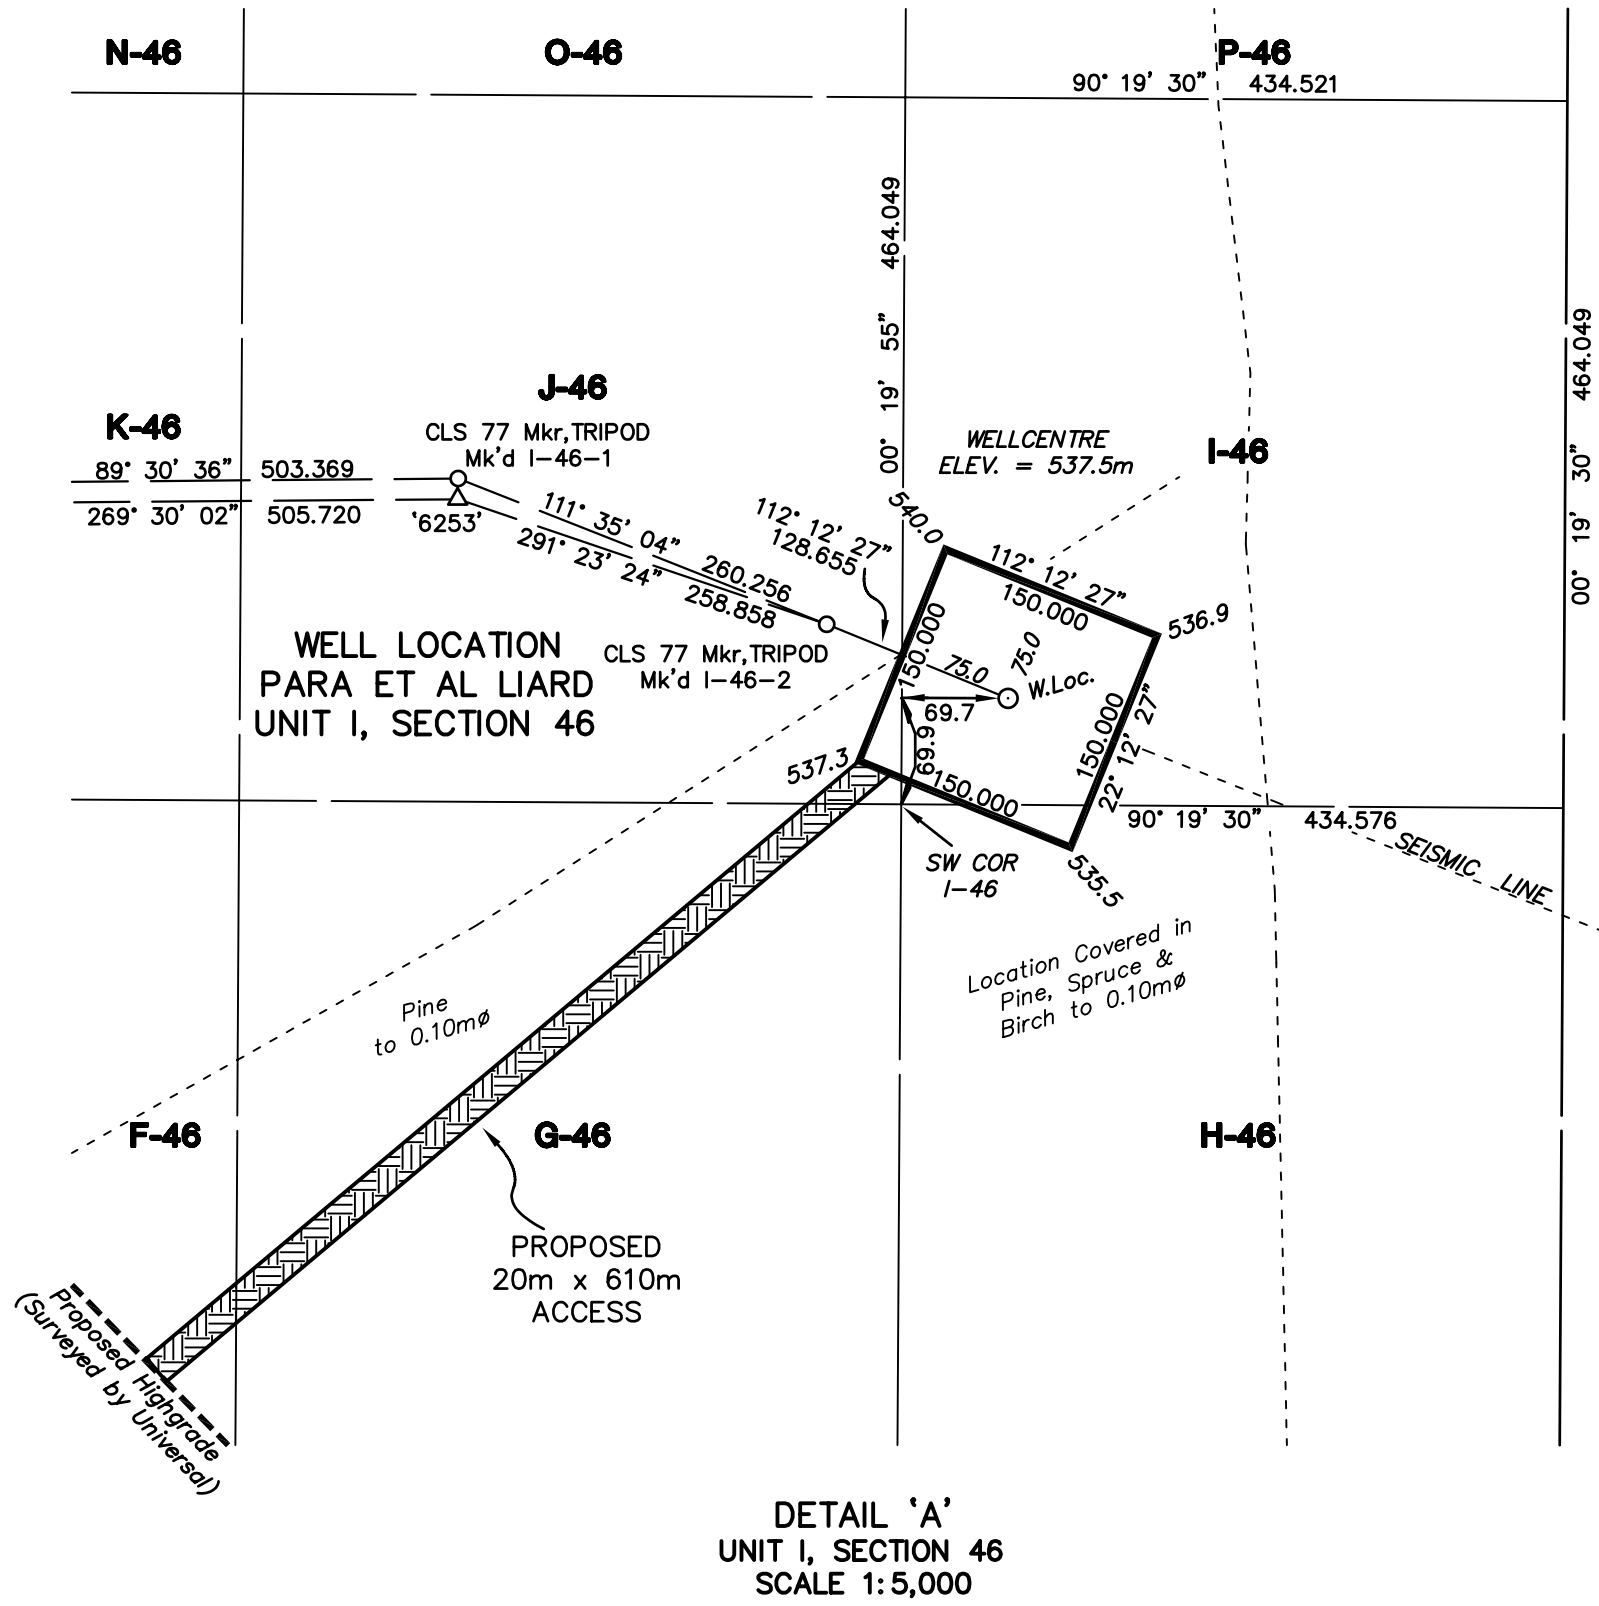 N-46
O-46
P-46
90° 19' 30" 434.521
00° 19' 55" 464.049
00° 19' 30" 464.049
J-46
K-46
CLS 77 Mkr,TRIPOD
Mk'd I-46-1
89° 30' 36" 503.369
269° 30' 02" 505.720
'6253'
111° 35' 04" 260.256
291° 23' 24" 258.858
112° 12' 27"
128.655
WELLCENTRE
ELEV. = 537.5m
I-46
540.0
112° 12' 27"
150.000
536.9
150.000
75.0
75.0
W.Loc.
69.7
69.9
150.000
22° 12' 27"
150.000
537.3
535.5
CLS 77 Mkr,TRIPOD
Mk'd I-46-2
WELL LOCATION
PARA ET AL LIARD
UNIT I, SECTION 46
90° 19' 30" 434.576
SEISMIC LINE
SW COR
I-46
Location Covered in
Pine, Spruce &
Birch to 0.10mø
Pine
to 0.10mø
F-46
G-46
H-46
PROPOSED
20m x 610m
ACCESS
Proposed Highgrade
(Surveyed by Universal)
DETAIL 'A'
UNIT I, SECTION 46
SCALE 1:5,000